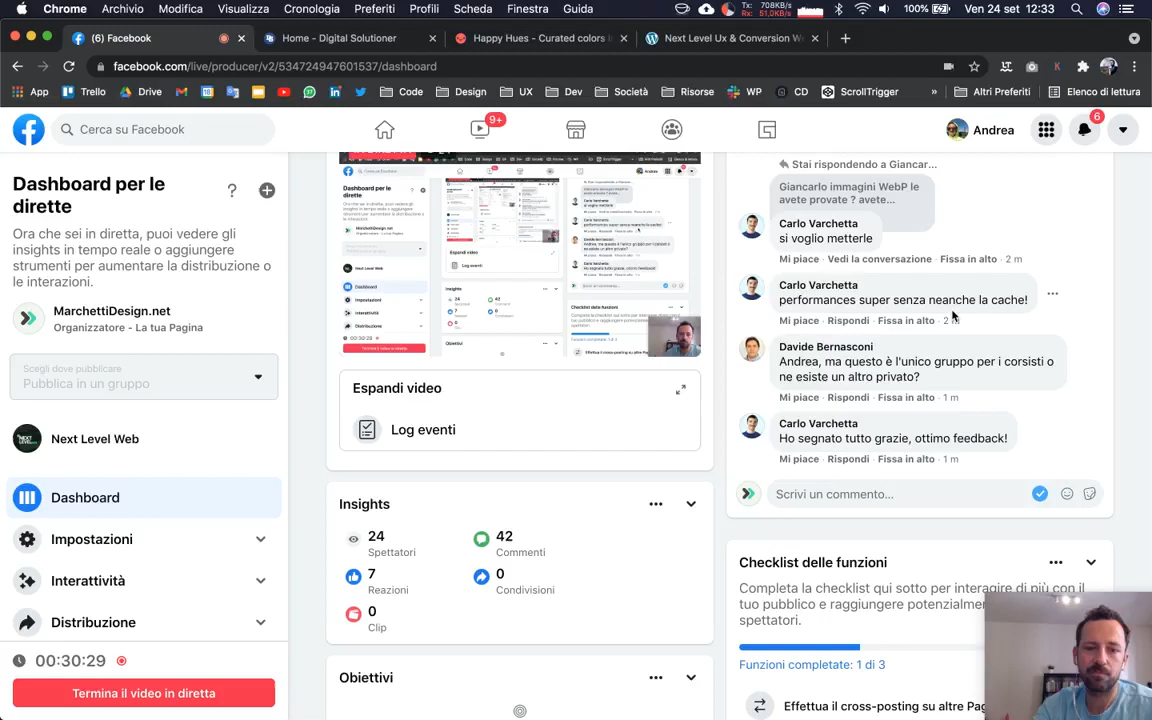 Chrome Archivio Modifica Visualizza Cronologia Preferiti Profili Scheda Finestra Guida Tx: 708KB/s Rx: 51,0KB/s 100% Ven 24 set 12:33
(6) Facebook Home - Digital Solutioner Happy Hues - Curated colors Next Level Ux & Conversion W
facebook.com/live/producer/v2/534724947601537/dashboard
App Trello Drive YouTube Code Design UX Dev Società Risorse WP CD ScrollTrigger » Altri Preferiti Elenco di lettura
Cerca su Facebook 9+ Andrea 6
Dashboard per le
dirette
Ora che sei in diretta, puoi vedere gli
insights in tempo reale o aggiungere
strumenti per aumentare la distribuzione o
le interazioni.
MarchettiDesign.net
Organizzatore - La tua Pagina
Scegli dove pubblicare
Pubblica in un gruppo
Next Level Web
Dashboard
Impostazioni
Interattività
Distribuzione
00:30:29
Termina il video in diretta
Espandi video
Log eventi
Insights
24
Spettatori
42
Commenti
7
Reazioni
0
Condivisioni
0
Clip
Obiettivi
Stai rispondendo a Giancar...
Giancarlo immagini WebP le
avete provate ? avete...
Carlo Varchetta
si voglio metterle
Mi piace · Vedi la conversazione · Fissa in alto · 2 m
Carlo Varchetta
performances super senza neanche la cache!
Mi piace · Rispondi · Fissa in alto · 2 m
Davide Bernasconi
Andrea, ma questo è l'unico gruppo per i corsisti o
ne esiste un altro privato?
Mi piace · Rispondi · Fissa in alto · 1 m
Carlo Varchetta
Ho segnato tutto grazie, ottimo feedback!
Mi piace · Rispondi · Fissa in alto · 1 m
Scrivi un commento...
Checklist delle funzioni
Completa la checklist qui sotto per interagire di più con il
tuo pubblico e raggiungere potenzialme
spettatori.
Funzioni completate: 1 di 3
Effettua il cross-posting su altre Pag